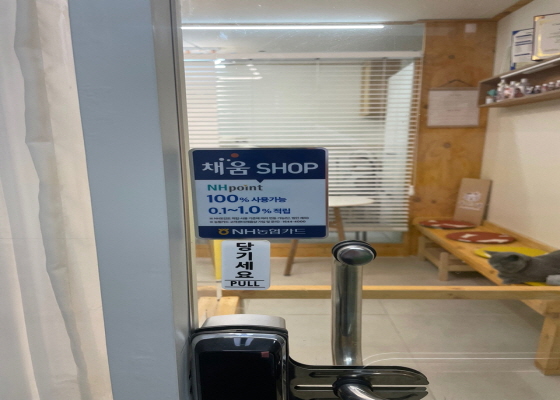 채움 SHOP
NHpoint
100% 사용가능
0.1~1.0% 적립
NH농협카드
당기세요
PULL